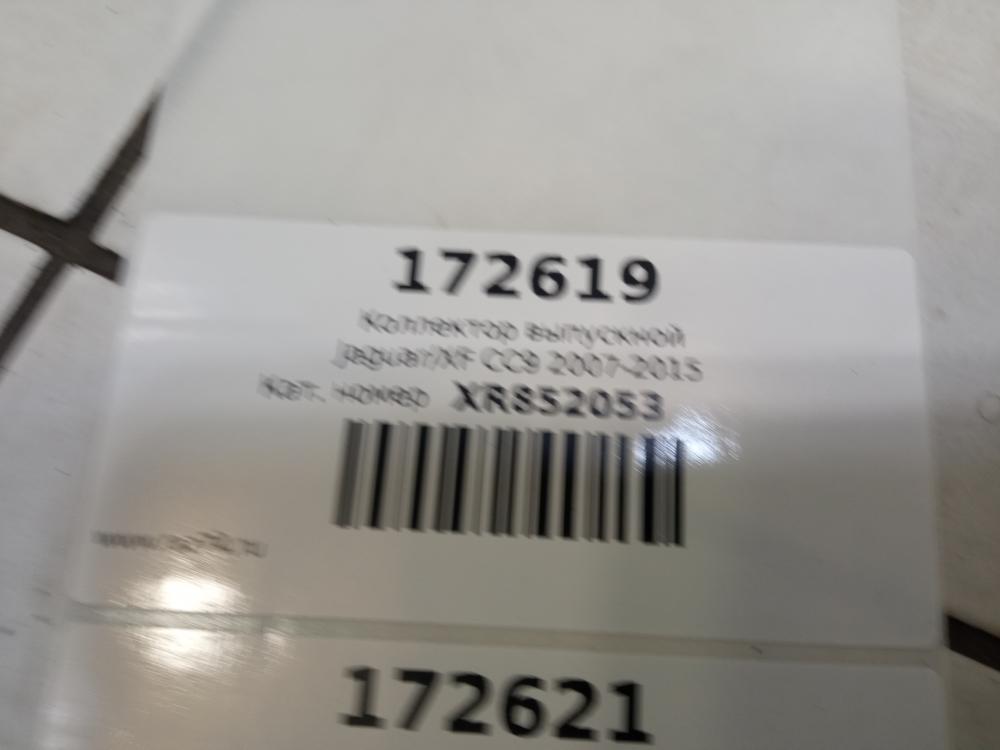 172619
Коллектор выпускной
Jaguar/XF CC9 2007-2015
Кат. номер XR852053
172621